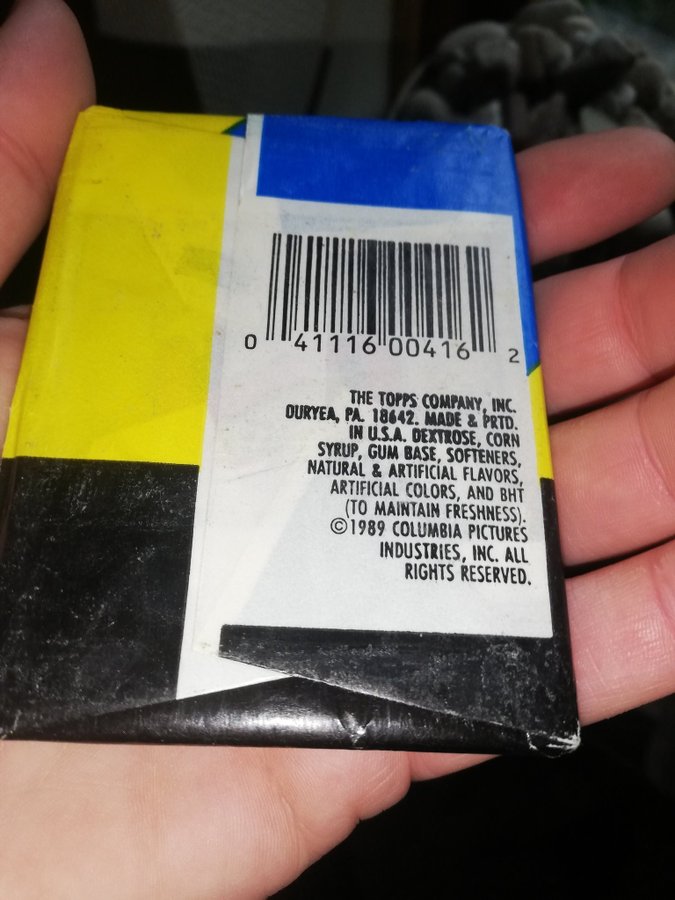 0 41116 00416 2
THE TOPPS COMPANY, INC.
DURYEA, PA. 18642. MADE & PRTD.
IN U.S.A. DEXTROSE, CORN
SYRUP, GUM BASE, SOFTENERS,
NATURAL & ARTIFICIAL FLAVORS,
ARTIFICIAL COLORS, AND BHT
(TO MAINTAIN FRESHNESS).
©1989 COLUMBIA PICTURES
INDUSTRIES, INC. ALL
RIGHTS RESERVED.